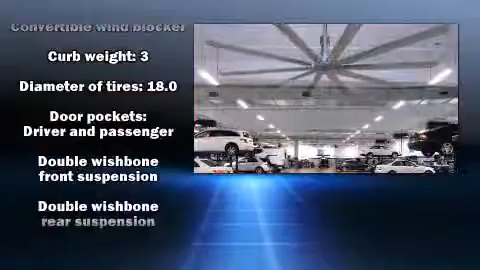 Convertible wind blocker
Curb weight: 3
Diameter of tires: 18.0
Door pockets:
Driver and passenger
Double wishbone
front suspension
Double wishbone
rear suspension